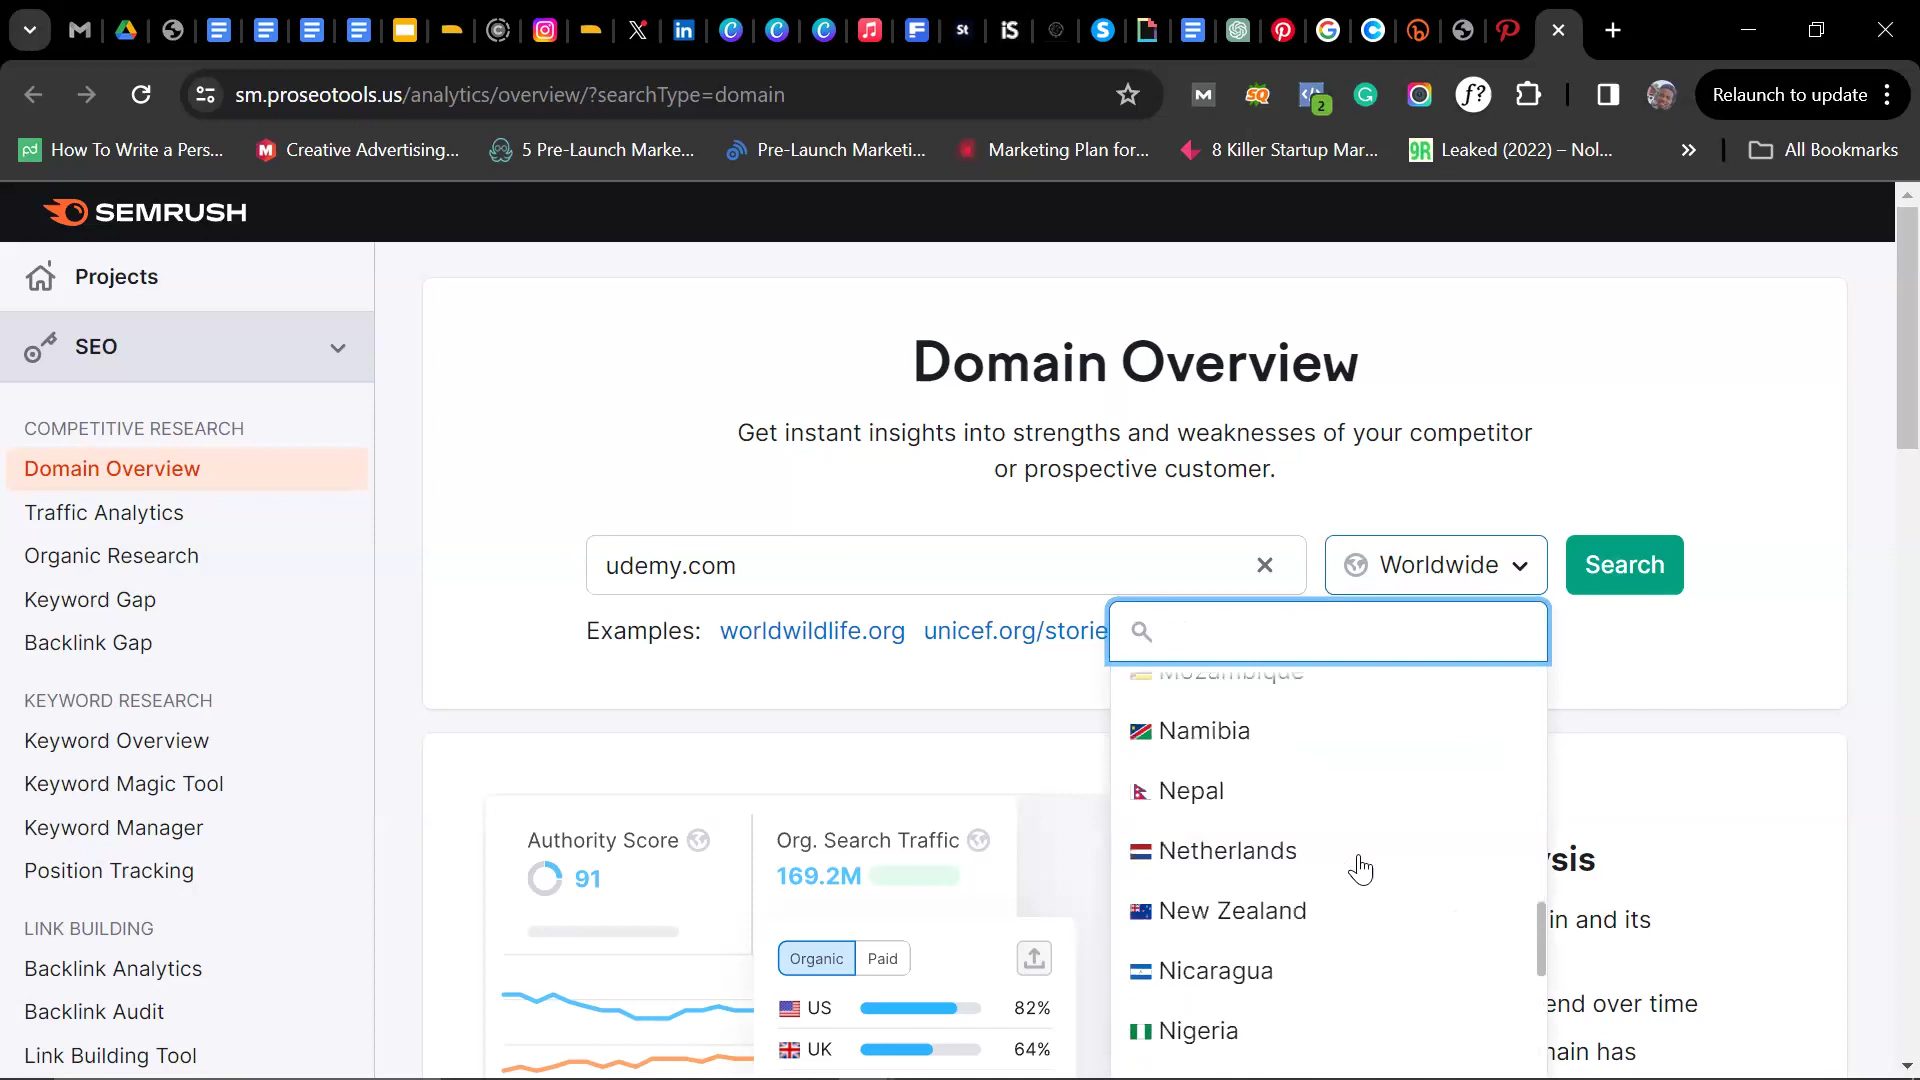 sm.proseotools.us/analytics/overview/?searchType=domain
2
Relaunch to update
How To Write a Pers...
Creative Advertising...
5 Pre-Launch Marke...
Pre-Launch Marketi...
Marketing Plan for...
8 Killer Startup Mar...
Leaked (2022) – Nol...
All Bookmarks
SEMRUSH
Projects
SEO
COMPETITIVE RESEARCH
Domain Overview
Traffic Analytics
Organic Research
Keyword Gap
Backlink Gap
KEYWORD RESEARCH
Keyword Overview
Keyword Magic Tool
Keyword Manager
Position Tracking
LINK BUILDING
Backlink Analytics
Backlink Audit
Link Building Tool
Domain Overview
Get instant insights into strengths and weaknesses of your competitor
or prospective customer.
udemy.com
Worldwide
Search
Examples: worldwildlife.org unicef.org/storie
Mozambique
Namibia
Nepal
Netherlands
New Zealand
Nicaragua
Nigeria
Authority Score
91
Org. Search Traffic
169.2M
Organic
Paid
US 82%
UK 64%
sis
in and its
end over time
main has